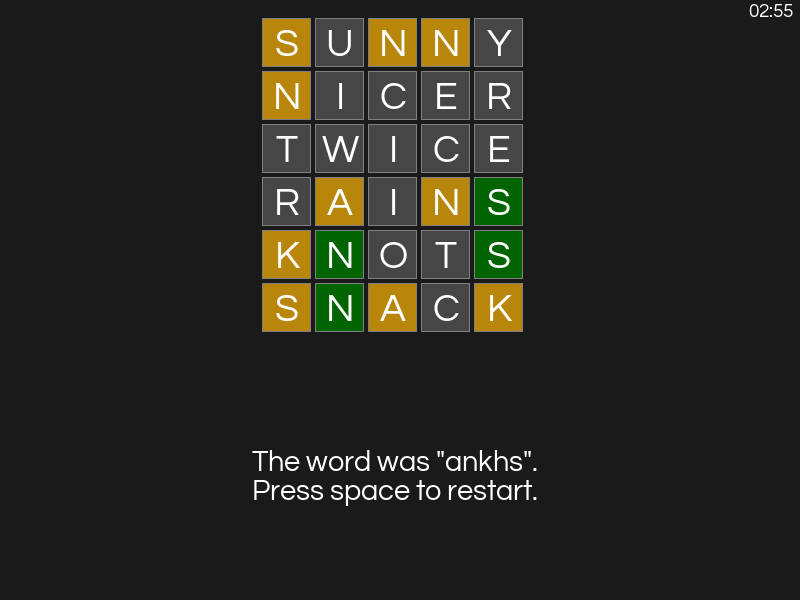 02:55
SUNNY
NICER
TWICE
RAINS
KNOTS
SNACK
The word was "ankhs".
Press space to restart.